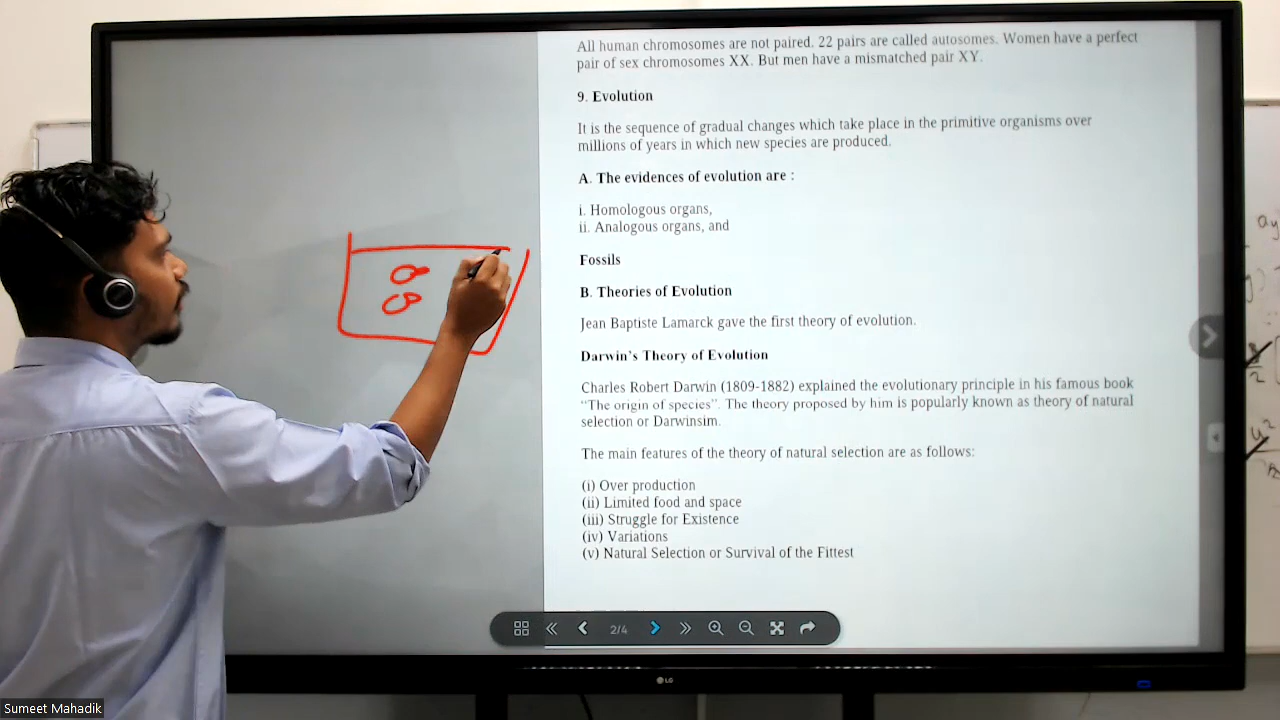 All human chromosomes are not paired. 22 pairs are called autosomes. Women have a perfect
pair of sex chromosomes XX. But men have a mismatched pair XY.
9. Evolution
It is the sequence of gradual changes which take place in the primitive organisms over
millions of years in which new species are produced.
A. The evidences of evolution are :
i. Homologous organs,
ii. Analogous organs, and
Fossils
B. Theories of Evolution
Jean Baptiste Lamarck gave the first theory of evolution.
Darwin's Theory of Evolution
Charles Robert Darwin (1809-1882) explained the evolutionary principle in his famous book
"The origin of species". The theory proposed by him is popularly known as theory of natural
selection or Darwinsim.
The main features of the theory of natural selection are as follows:
(i) Over production
(ii) Limited food and space
(iii) Struggle for Existence
(iv) Variations
(v) Natural Selection or Survival of the Fittest
2/4
LG
Sumeet Mahadik